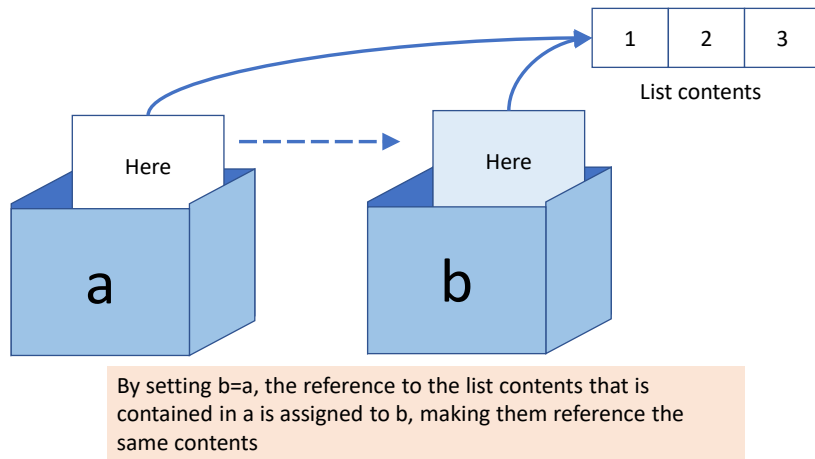 1 2 3
List contents
Here
Here
a
b
By setting b=a, the reference to the list contents that is
contained in a is assigned to b, making them reference the
same contents